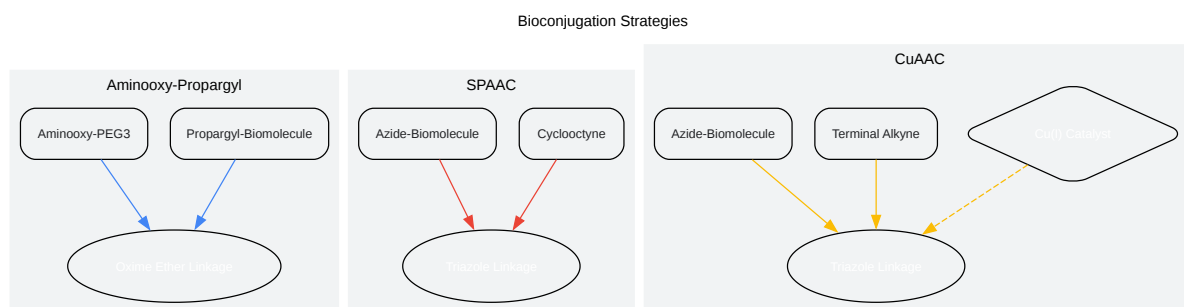 Bioconjugation Strategies
Aminooxy-Propargyl
Aminooxy-PEG3
Propargyl-Biomolecule
Oxime Ether Linkage
SPAAC
Azide-Biomolecule
Cyclooctyne
Triazole Linkage
CuAAC
Azide-Biomolecule
Terminal Alkyne
Cu(I) Catalyst
Triazole Linkage